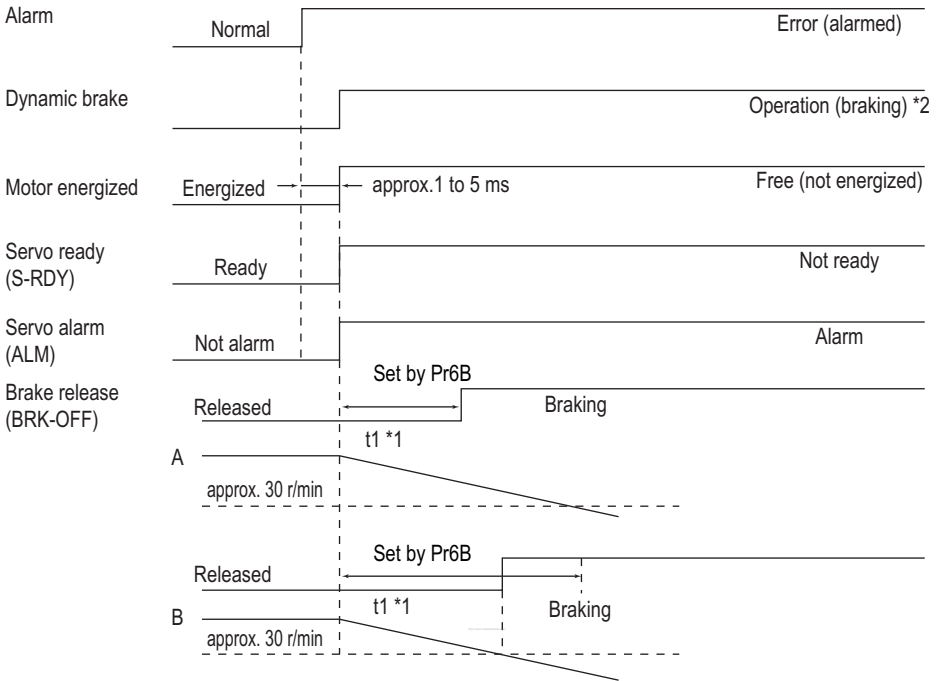 Alarm
Normal
Error (alarmed)
Dynamic brake
Operation (braking) *2
Motor energized
Energized
approx.1 to 5 ms
Free (not energized)
Servo ready
(S-RDY)
Ready
Not ready
Servo alarm
(ALM)
Not alarm
Alarm
Brake release
(BRK-OFF)
Released
Set by Pr6B
Braking
t1 *1
A
approx. 30 r/min
Set by Pr6B
Released
t1 *1
Braking
B
approx. 30 r/min